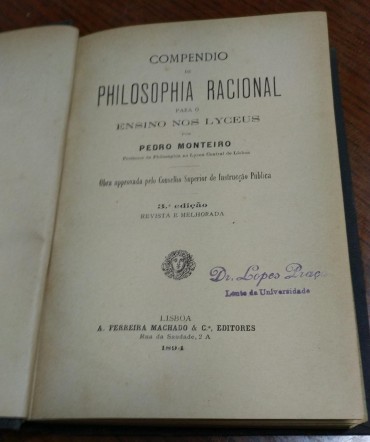 COMPENDIO
DE
PHILOSOPHIA RACIONAL
PARA O
ENSINO NOS LYCEUS
POR
PEDRO MONTEIRO
Professor de Philosophia no Lyceu Central de Lisboa
Obra approvada pelo Conselho Superior de Instrucção Pública
3.ª edição
REVISTA E MELHORADA
Dr. Lopes Praça
Lente da Universidade
LISBOA
A. FERREIRA MACHADO & C.ª, EDITORES
Rua da Saudade, 2 A
1894